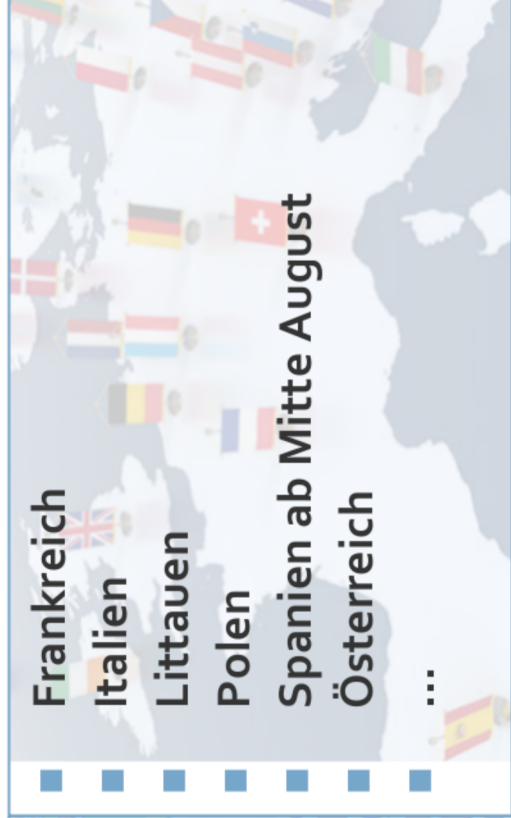 Frankreich
Italien
Littauen
Polen
Spanien ab Mitte August
Österreich
...